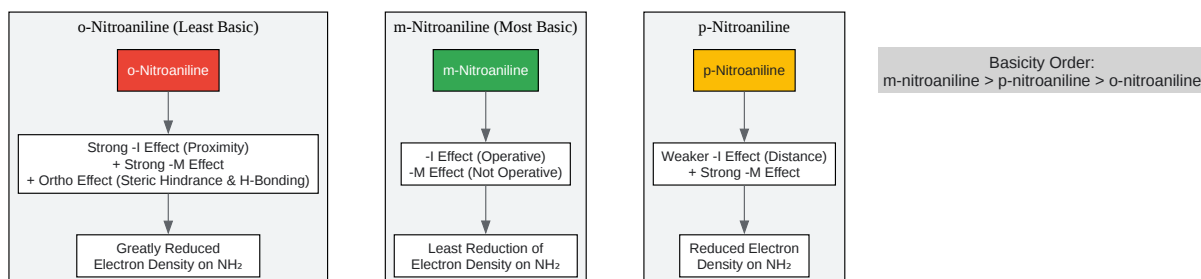 o-Nitroaniline (Least Basic)
o-Nitroaniline
Strong -I Effect (Proximity)
+ Strong -M Effect
+ Ortho Effect (Steric Hindrance & H-Bonding)
Greatly Reduced
Electron Density on NH₂
m-Nitroaniline (Most Basic)
m-Nitroaniline
-I Effect (Operative)
-M Effect (Not Operative)
Least Reduction of
Electron Density on NH₂
p-Nitroaniline
p-Nitroaniline
Weaker -I Effect (Distance)
+ Strong -M Effect
Reduced Electron
Density on NH₂
Basicity Order:
m-nitroaniline > p-nitroaniline > o-nitroaniline